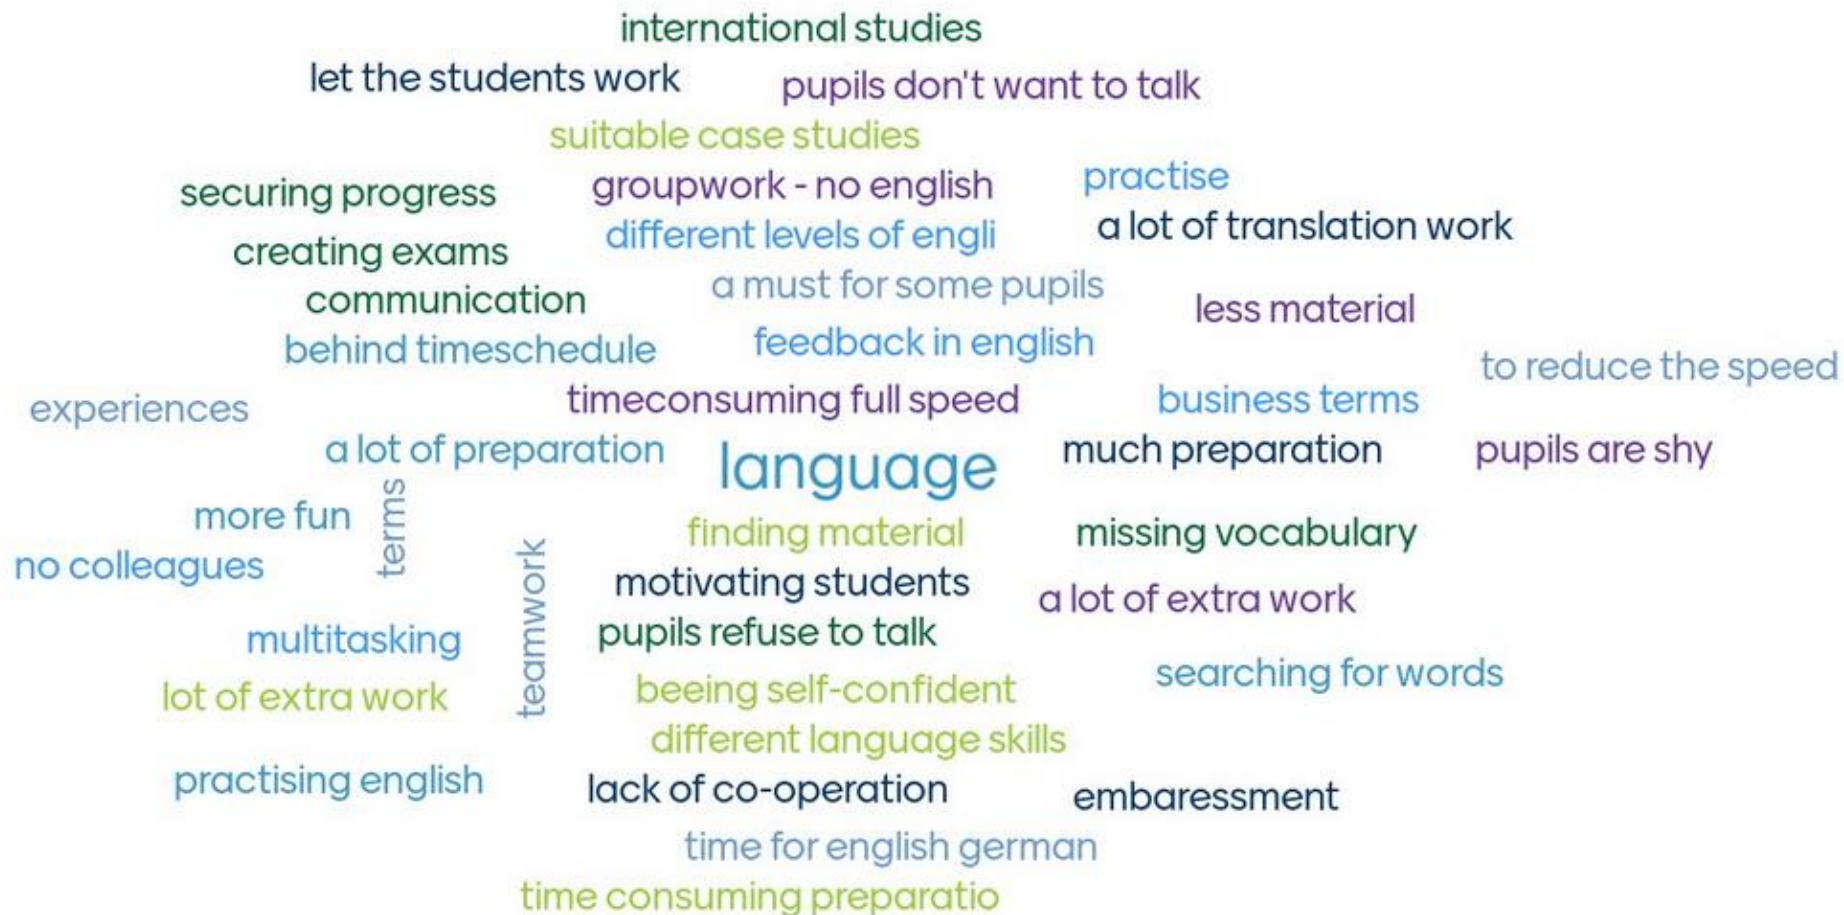 international studies
let the students work
pupils don't want to talk
suitable case studies
securing progress
groupwork - no english
practise
different levels of engli
a lot of translation work
creating exams
a must for some pupils
communication
less material
behind timeschedule
feedback in english
to reduce the speed
experiences
timeconsuming full speed
business terms
a lot of preparation
language
much preparation
pupils are shy
more fun
terms
finding material
missing vocabulary
no colleagues
motivating students
a lot of extra work
multitasking
teamwork
pupils refuse to talk
searching for words
lot of extra work
beeing self-confident
different language skills
practising english
lack of co-operation
embaressment
time for english german
time consuming preparatio